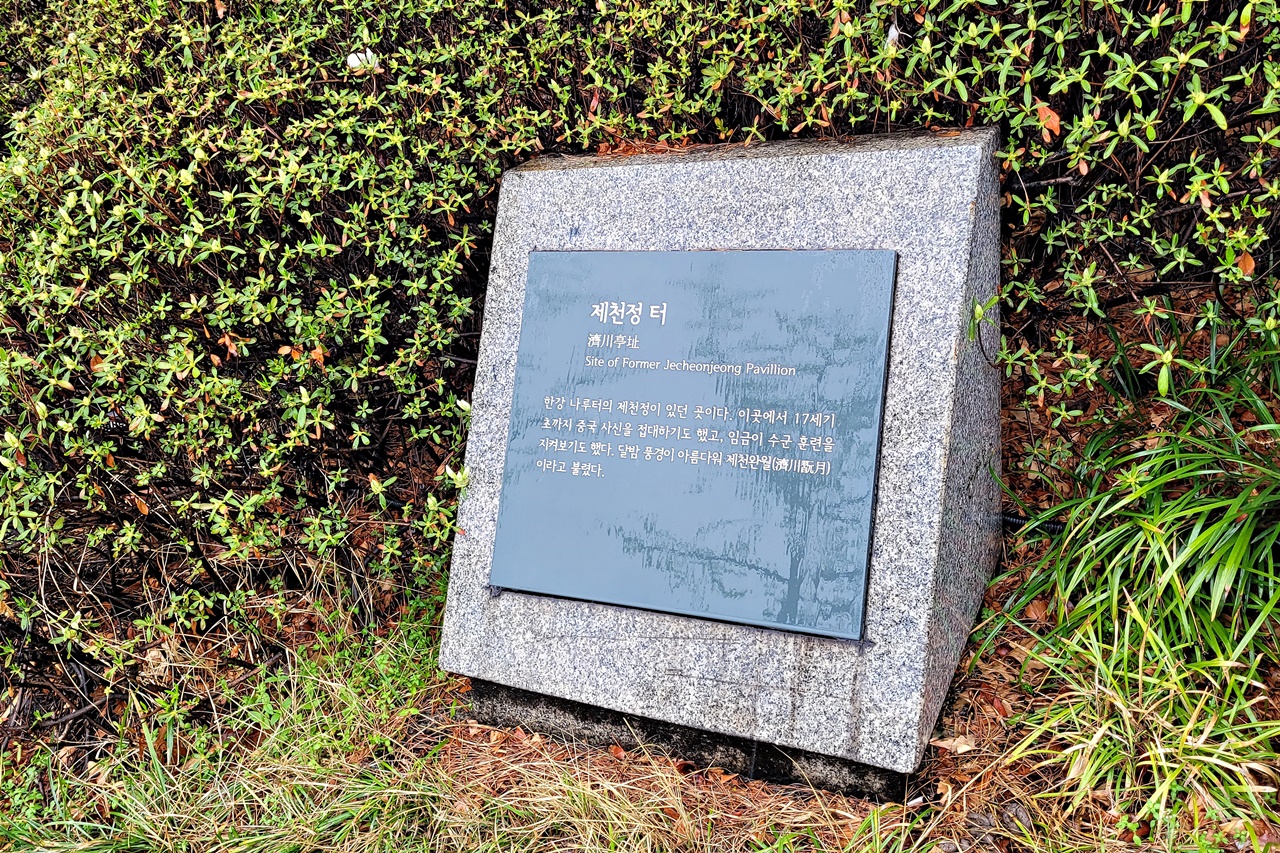 제천정 터
濟川亭址
Site of Former Jecheonjeong Pavillion
한강 나루터의 제천정이 있던 곳이다. 이곳에서 17세기
초까지 중국 사신을 접대하기도 했고, 임금이 수군 훈련을
지켜보기도 했다. 달밤 풍경이 아름다워 제천완월(濟川翫月)
이라고 불렸다.